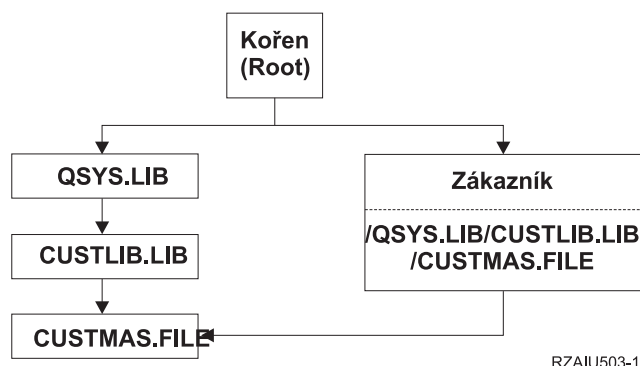 Kořen
(Root)
QSYS.LIB
CUSTLIB.LIB
CUSTMAS.FILE
Zákazník
/QSYS.LIB/CUSTLIB.LIB
/CUSTMAS.FILE
RZAIU503-1